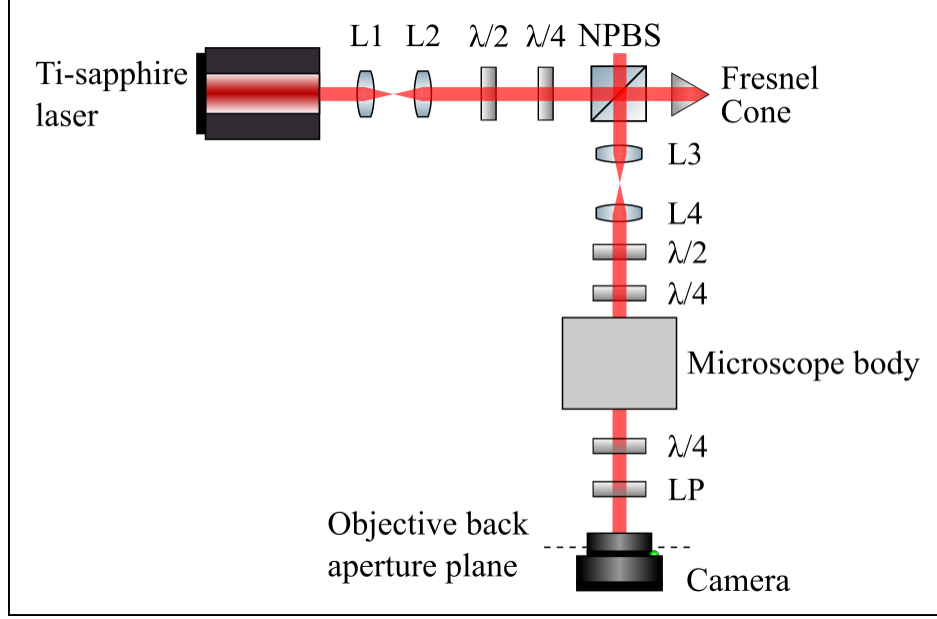 L1 L2 λ/2 λ/4 NPBS
Ti-sapphire
laser
Fresnel
Cone
L3
L4
λ/2
λ/4
Microscope body
λ/4
LP
Objective back
aperture plane
Camera